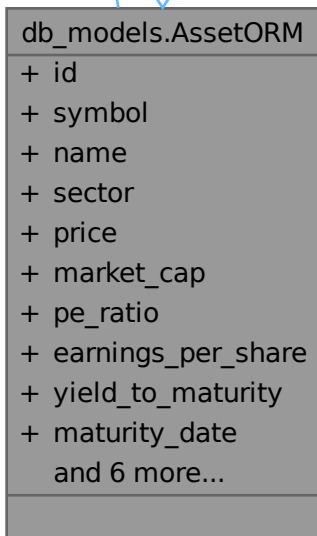 db_models.AssetORM
+ id
+ symbol
+ name
+ sector
+ price
+ market_cap
+ pe_ratio
+ earnings_per_share
+ yield_to_maturity
+ maturity_date
and 6 more...